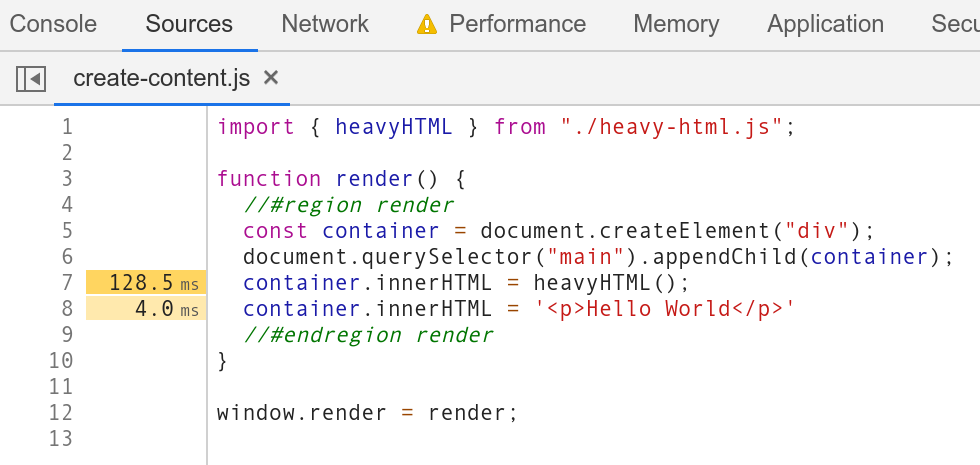 Console Sources Network Performance Memory Application Secu
create-content.js ×
1 import { heavyHTML } from "./heavy-html.js";
2
3 function render() {
4 //#region render
5 const container = document.createElement("div");
6 document.querySelector("main").appendChild(container);
7 128.5 ms container.innerHTML = heavyHTML();
8 4.0 ms container.innerHTML = '<p>Hello World</p>'
9 //#endregion render
10 }
11
12 window.render = render;
13